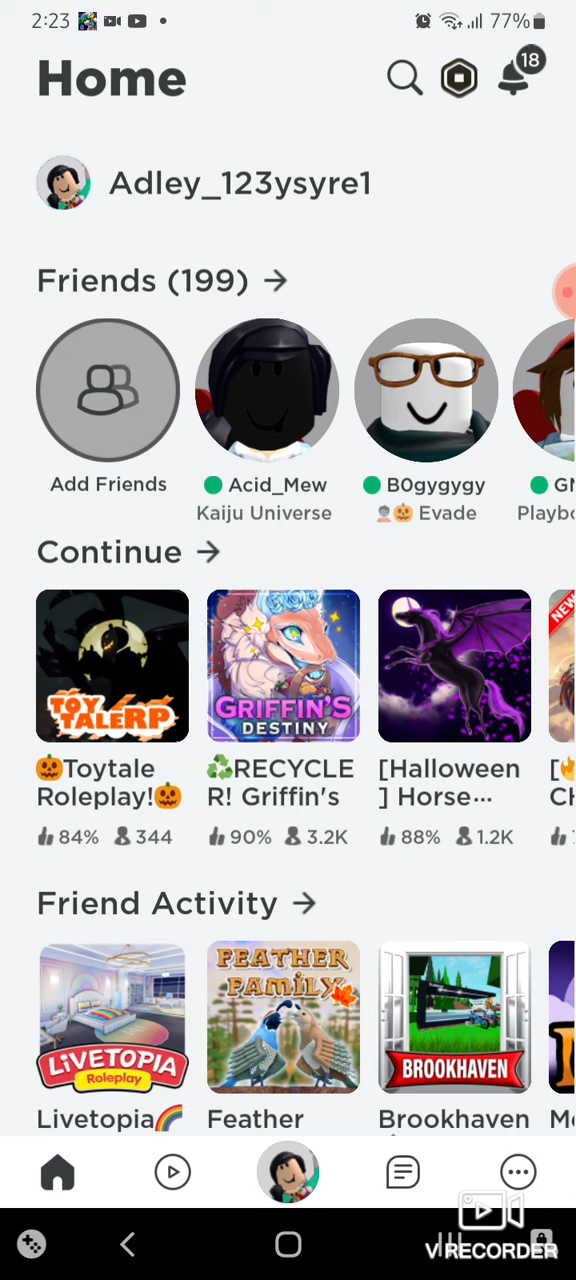 2:23
77%
Home
18
Adley_123ysyre1
Friends (199) →
Add Friends
Acid_Mew
Kaiju Universe
B0gygygy
Evade
Continue →
TOY TALE RP
GRIFFIN'S
DESTINY
NEW
🎃Toytale
Roleplay!🎃
84% 344
♻️RECYCLE
R! Griffin's
90% 3.2K
[Halloween
] Horse...
88% 1.2K
Friend Activity →
LIVETOPIA
Roleplay
FEATHER
FAMILY
BROOKHAVEN
Livetopia🌈
Feather
Brookhaven
V RECORDER